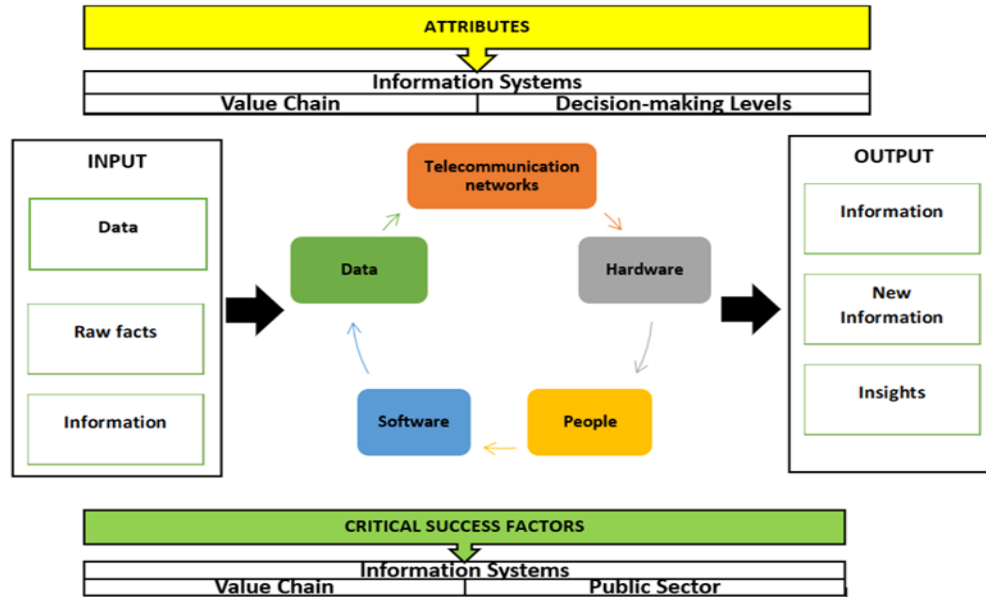 ATTRIBUTES
Information Systems
Value Chain
Decision-making Levels
INPUT
Data
Raw facts
Information
Telecommunication
networks
Data
Hardware
Software
People
OUTPUT
Information
New
Information
Insights
CRITICAL SUCCESS FACTORS
Information Systems
Value Chain
Public Sector